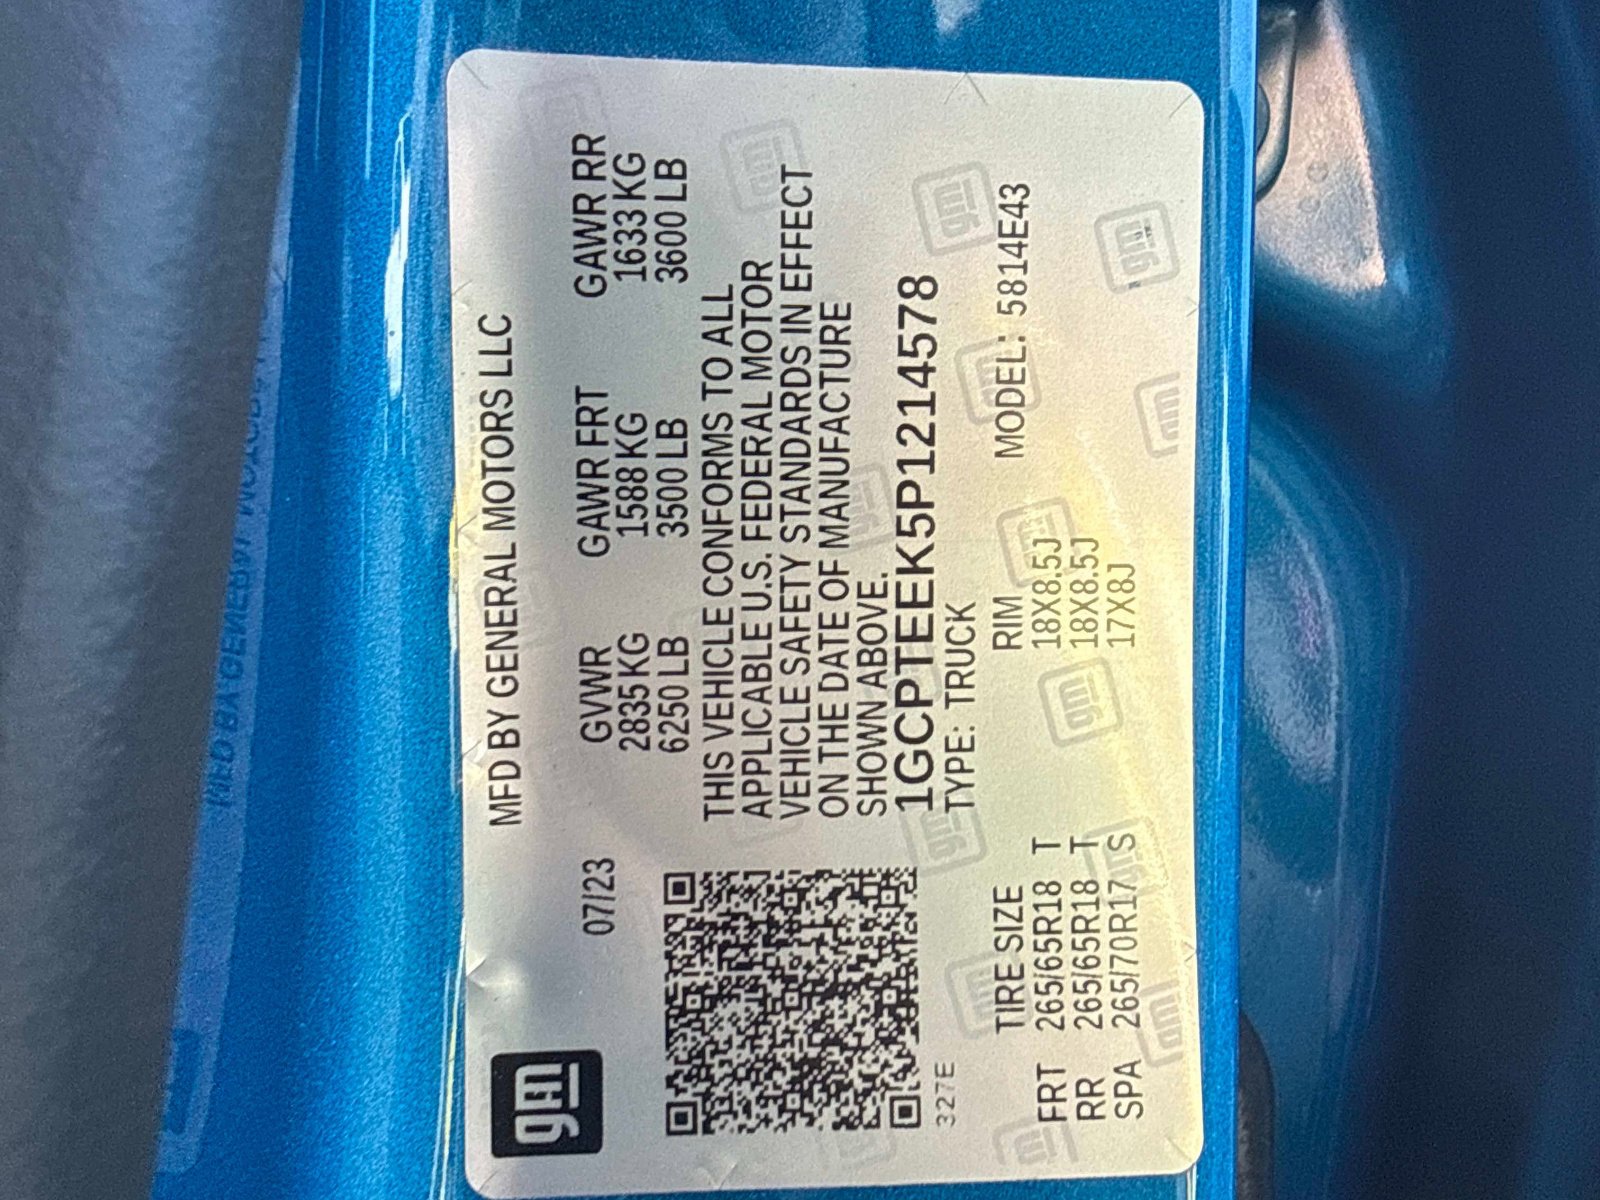 gm
MFD BY GENERAL MOTORS LLC
07/23
GVWR GAWR FRT GAWR RR
2835 KG 1588 KG 1633 KG
6250 LB 3500 LB 3600 LB
THIS VEHICLE CONFORMS TO ALL
APPLICABLE U.S. FEDERAL MOTOR
VEHICLE SAFETY STANDARDS IN EFFECT
ON THE DATE OF MANUFACTURE
SHOWN ABOVE.
1GCPTEEK5P1214578
327E TYPE: TRUCK
TIRE SIZE RIM MODEL: 5814E43
FRT 265/65R18 T 18X8.5J
RR 265/65R18 T 18X8.5J
SPA 265/70R17 S 17X8J